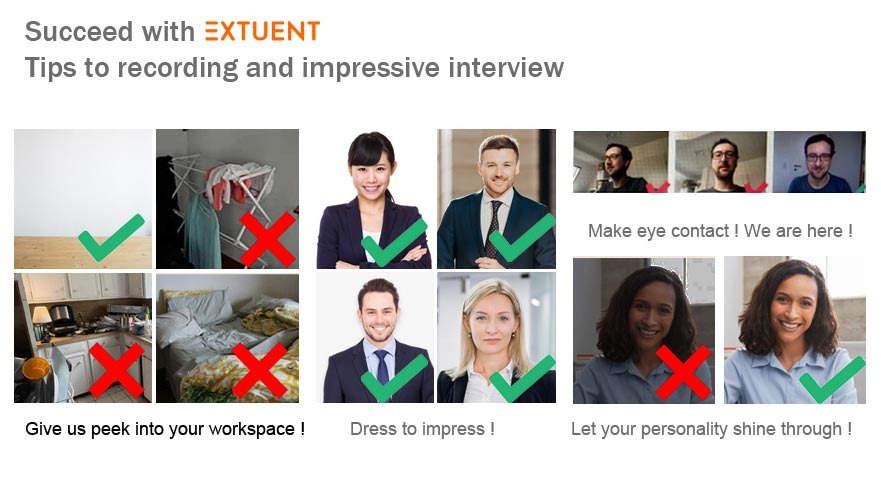 Succeed with EXTUENT
Tips to recording and impressive interview
Make eye contact ! We are here !
Give us peek into your workspace !
Dress to impress !
Let your personality shine through !